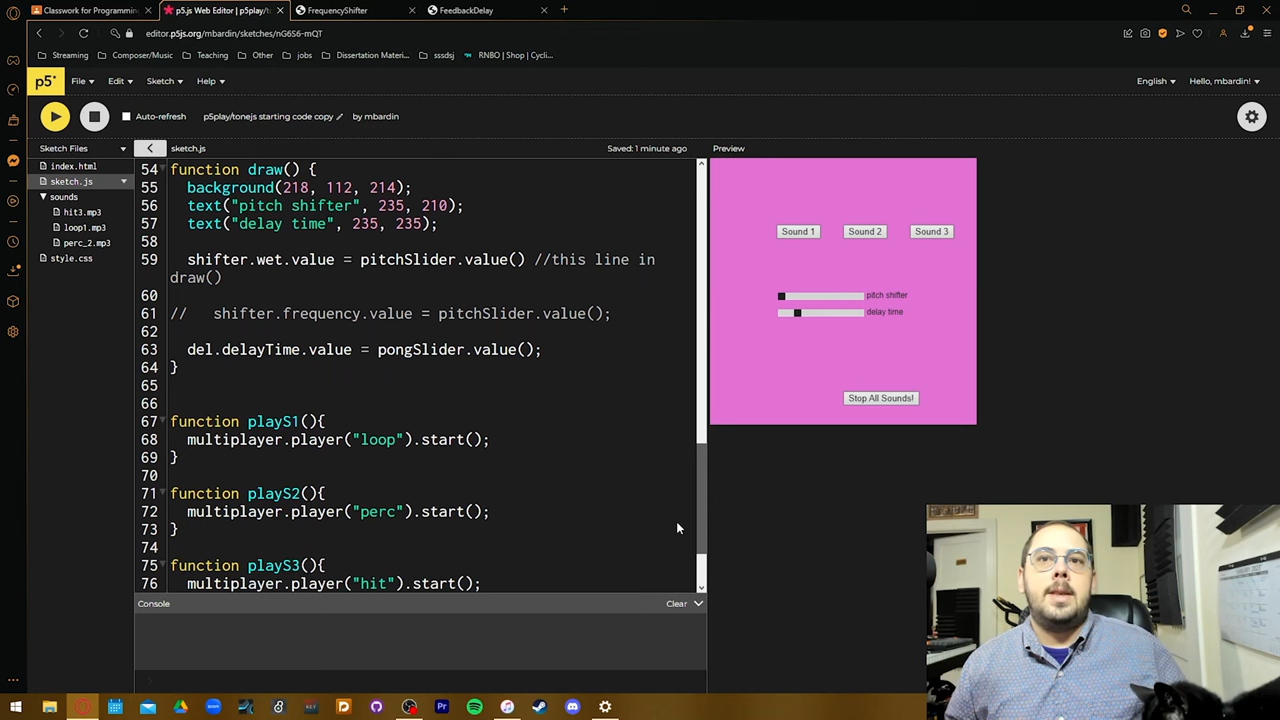 Classwork for Programmin
p5.js Web Editor | p5play/to
FrequencyShifter
FeedbackDelay
editor.p5js.org/mbardin/sketches/nG6S6-mQT
Streaming
Composer/Music
Teaching
Other
jobs
Dissertation Materi...
sssdsj
RNBO | Shop | Cycli...
p5*
File
Edit
Sketch
Help
English
Hello, mbardin!
Auto-refresh
p5play/tonejs starting code copy
by mbardin
Sketch Files
sketch.js
Saved: 1 minute ago
Preview
index.html
sketch.js
sounds
hit3.mp3
loop1.mp3
perc_2.mp3
style.css
54 function draw() {
55 background(218, 112, 214);
56 text("pitch shifter", 235, 210);
57 text("delay time", 235, 235);
58
59 shifter.wet.value = pitchSlider.value() //this line in
draw()
60
61 // shifter.frequency.value = pitchSlider.value();
62
63 del.delayTime.value = pongSlider.value();
64 }
65
66
67 function playS1(){
68 multiplayer.player("loop").start();
69 }
70
71 function playS2(){
72 multiplayer.player("perc").start();
73 }
74
75 function playS3(){
76 multiplayer.player("hit").start();
Sound 1
Sound 2
Sound 3
pitch shifter
delay time
Stop All Sounds!
Console
Clear